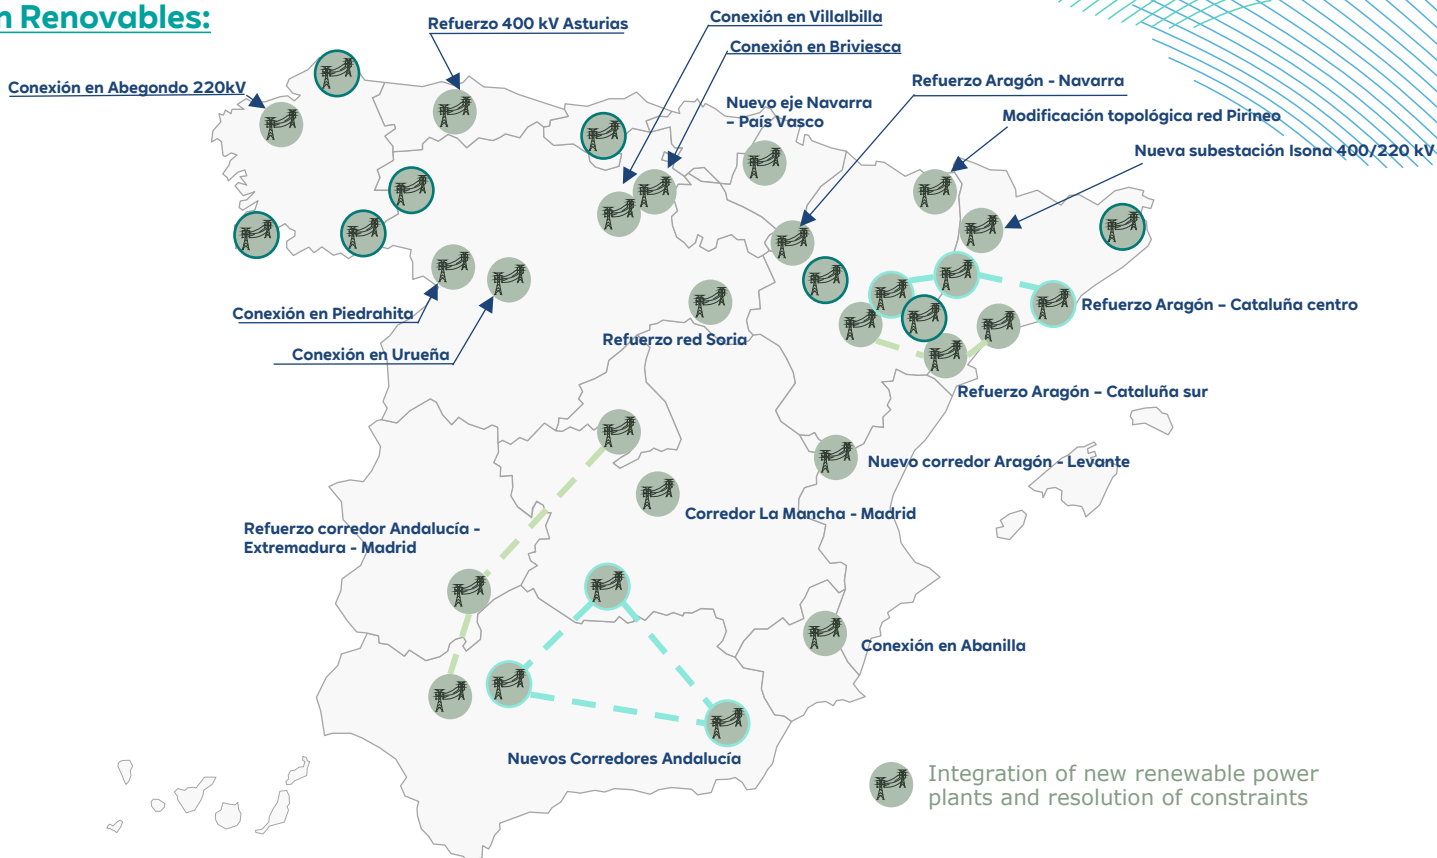 n Renovables:
Refuerzo 400 kV Asturias
Conexión en Villalbilla
Conexión en Briviesca
Conexión en Abegondo 220kV
Refuerzo Aragón - Navarra
Nuevo eje Navarra
– País Vasco
Modificación topológica red Pirineo
Nueva subestación Isona 400/220 kV
Conexión en Piedrahita
Conexión en Urueña
Refuerzo red Soria
Refuerzo Aragón – Cataluña centro
Refuerzo Aragón – Cataluña sur
Nuevo corredor Aragón - Levante
Corredor La Mancha - Madrid
Refuerzo corredor Andalucía -
Extremadura - Madrid
Conexión en Abanilla
Nuevos Corredores Andalucía
Integration of new renewable power
plants and resolution of constraints